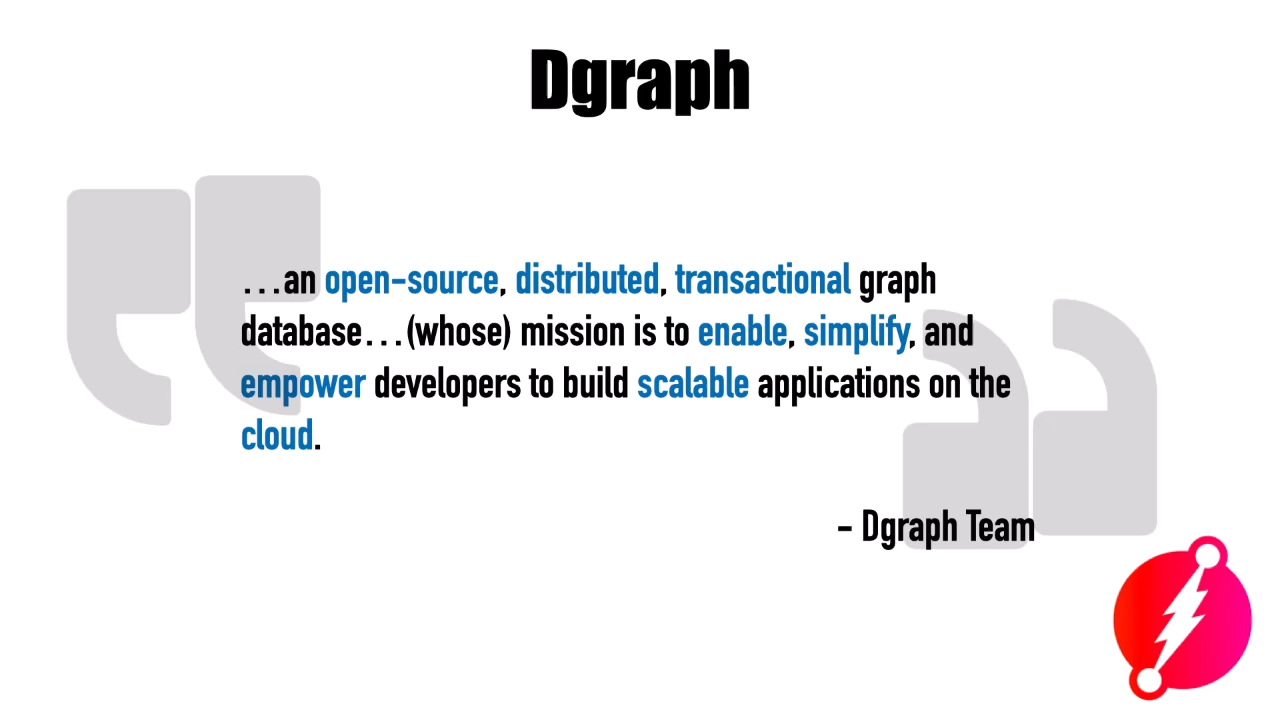 Dgraph
...an open-source, distributed, transactional graph
database...(whose) mission is to enable, simplify, and
empower developers to build scalable applications on the
cloud.
- Dgraph Team